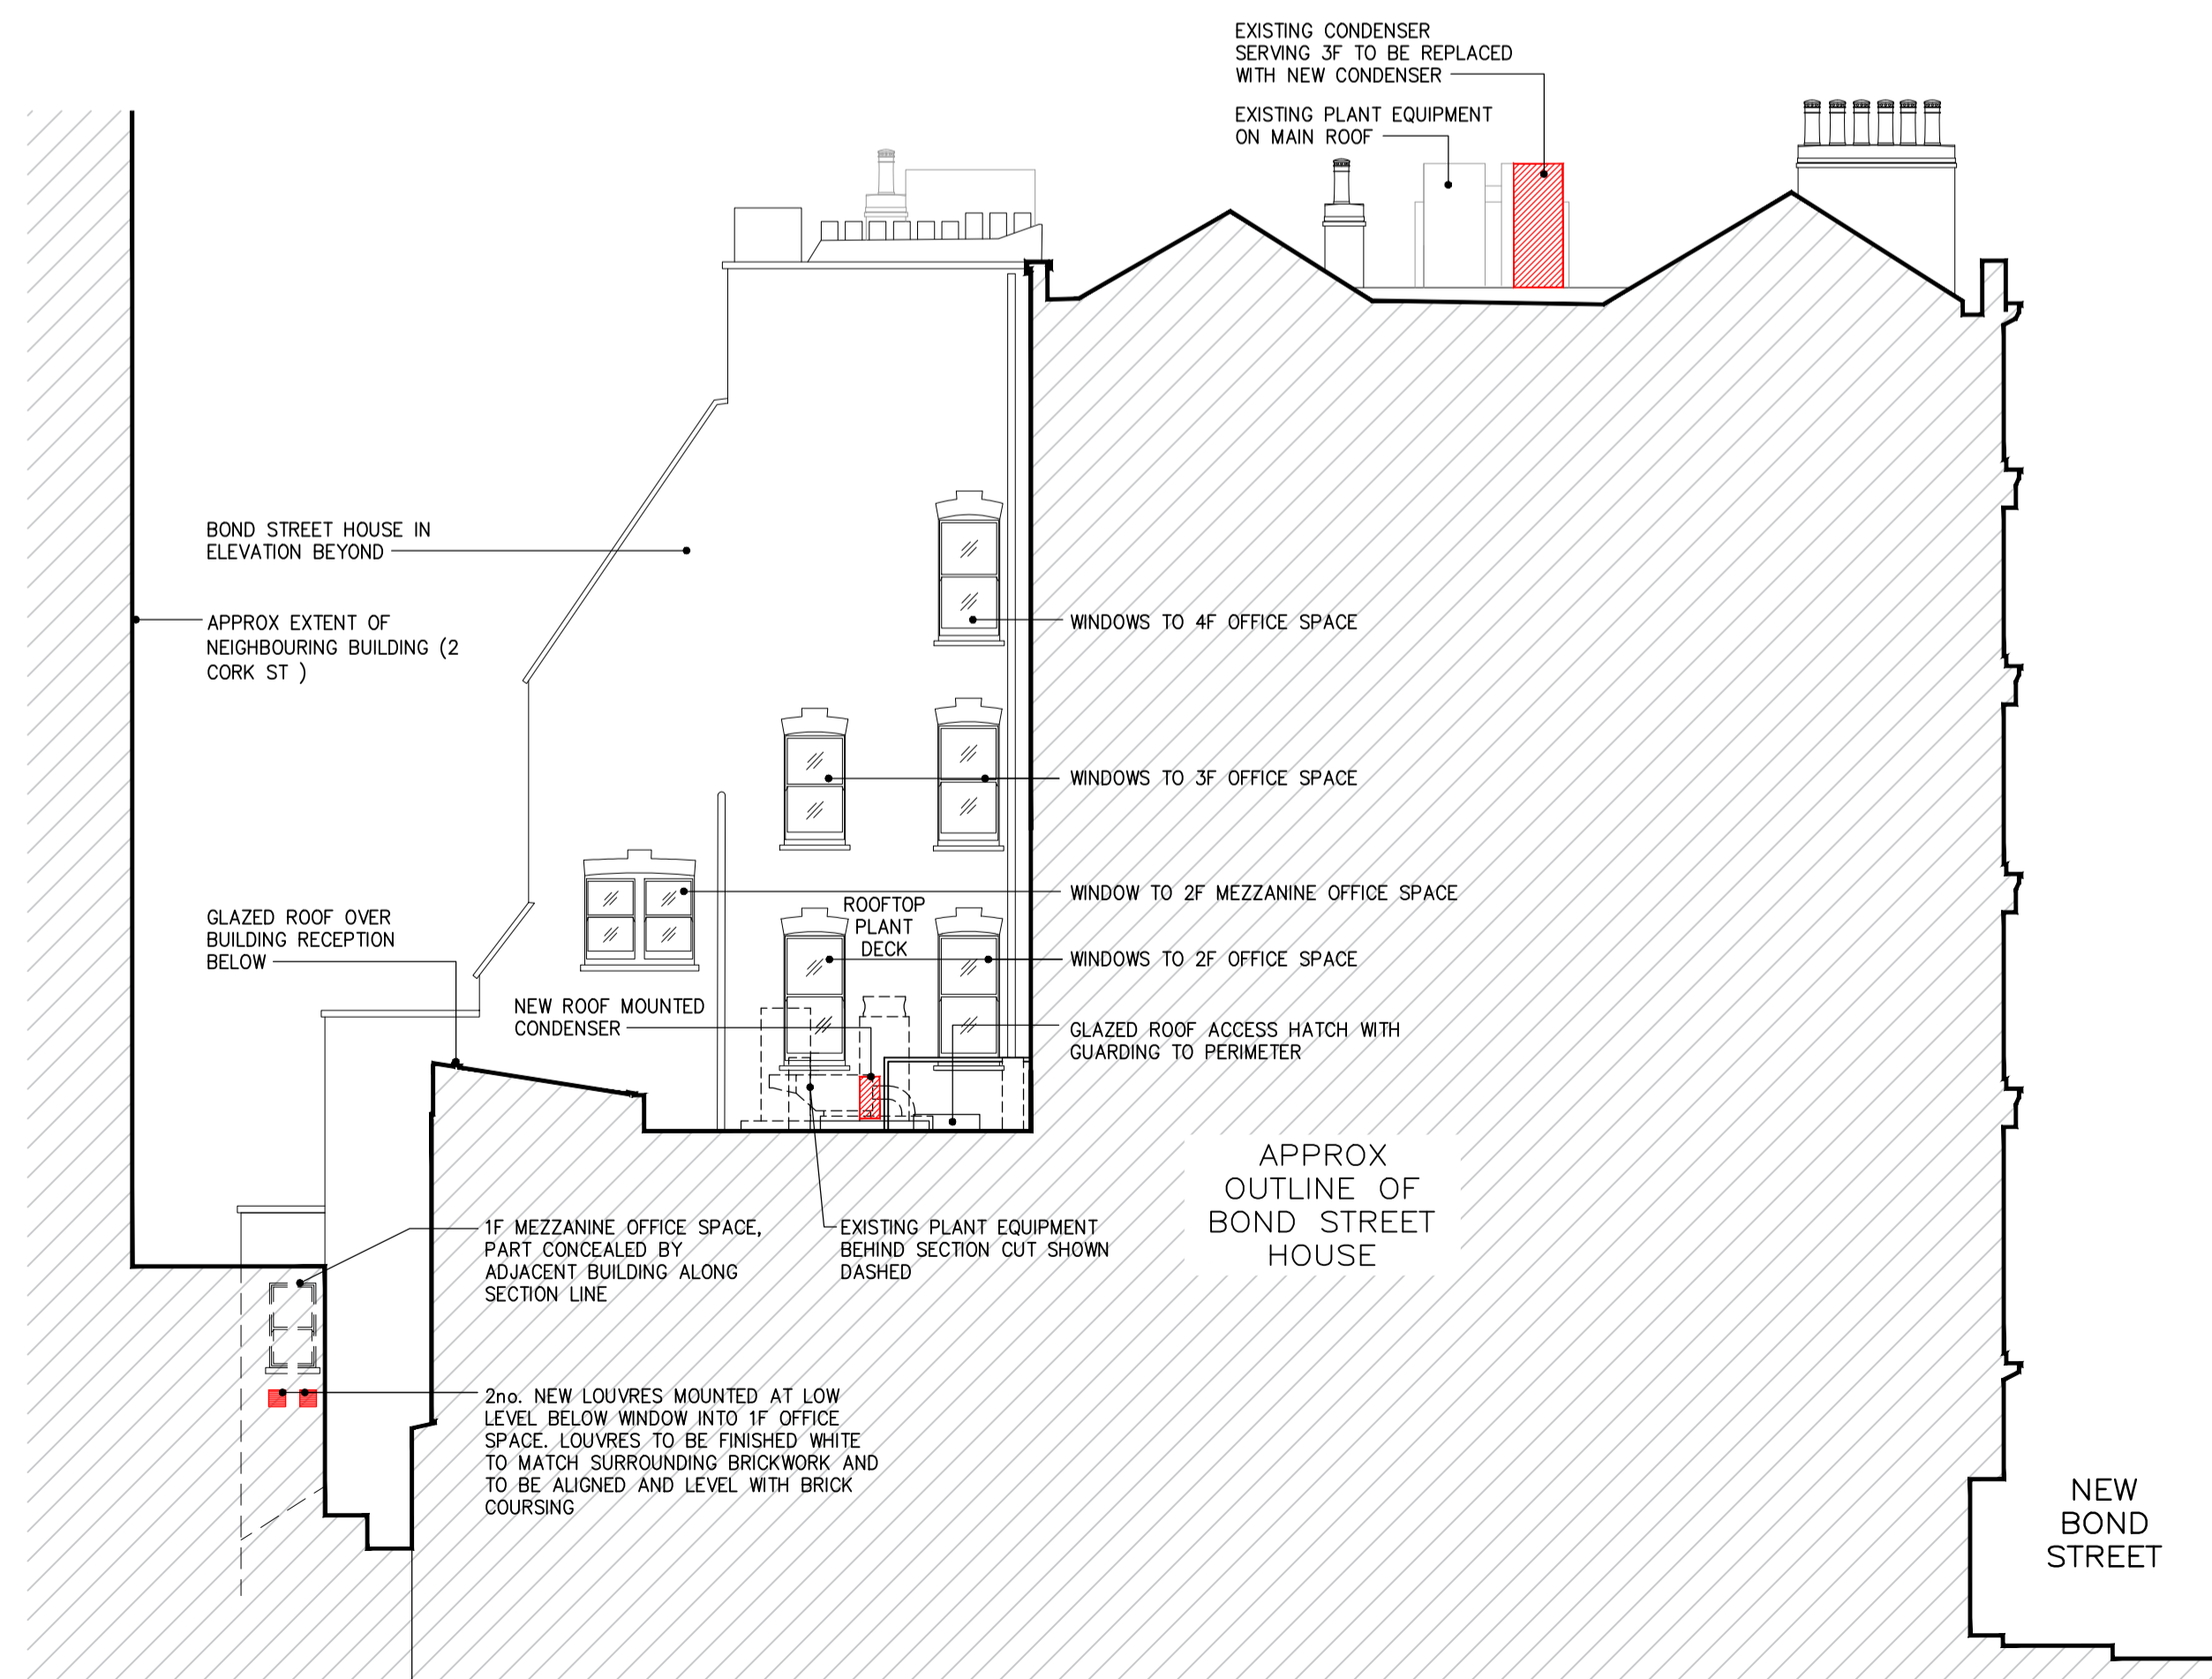 EXISTING CONDENSER
SERVING 3F TO BE REPLACED
WITH NEW CONDENSER
EXISTING PLANT EQUIPMENT
ON MAIN ROOF
BOND STREET HOUSE IN
ELEVATION BEYOND
APPROX EXTENT OF
NEIGHBOURING BUILDING (2
CORK ST )
WINDOWS TO 4F OFFICE SPACE
WINDOWS TO 3F OFFICE SPACE
WINDOW TO 2F MEZZANINE OFFICE SPACE
ROOFTOP
PLANT
DECK
GLAZED ROOF OVER
BUILDING RECEPTION
BELOW
WINDOWS TO 2F OFFICE SPACE
NEW ROOF MOUNTED
CONDENSER
GLAZED ROOF ACCESS HATCH WITH
GUARDING TO PERIMETER
APPROX
OUTLINE OF
BOND STREET
HOUSE
1F MEZZANINE OFFICE SPACE,
PART CONCEALED BY
ADJACENT BUILDING ALONG
SECTION LINE
EXISTING PLANT EQUIPMENT
BEHIND SECTION CUT SHOWN
DASHED
2no. NEW LOUVRES MOUNTED AT LOW
LEVEL BELOW WINDOW INTO 1F OFFICE
SPACE. LOUVRES TO BE FINISHED WHITE
TO MATCH SURROUNDING BRICKWORK AND
TO BE ALIGNED AND LEVEL WITH BRICK
COURSING
NEW
BOND
STREET